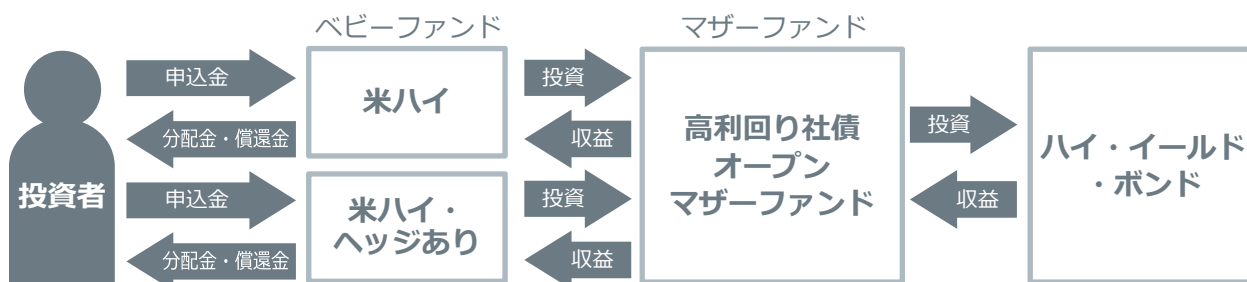 ベビーファンド
マザーファンド
投資者
申込金
分配金・償還金
申込金
分配金・償還金
米ハイ
米ハイ・
ヘッジあり
投資
収益
投資
収益
高利回り社債
オープン
マザーファンド
投資
収益
ハイ・イールド
・ボンド